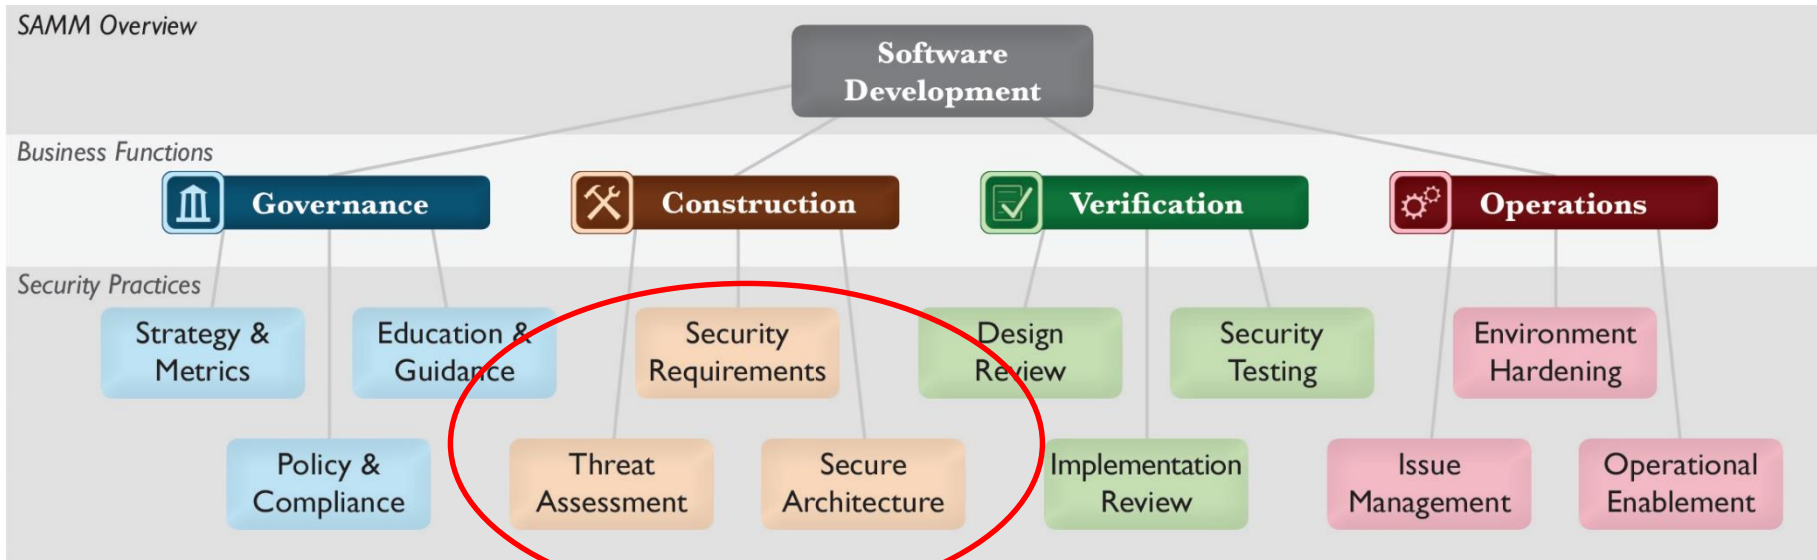 SAMM Overview
Software
Development
Business Functions
Governance
Construction
Verification
Operations
Security Practices
Strategy &
Metrics
Education &
Guidance
Security
Requirements
Design
Review
Security
Testing
Environment
Hardening
Policy &
Compliance
Threat
Assessment
Secure
Architecture
Implementation
Review
Issue
Management
Operational
Enablement